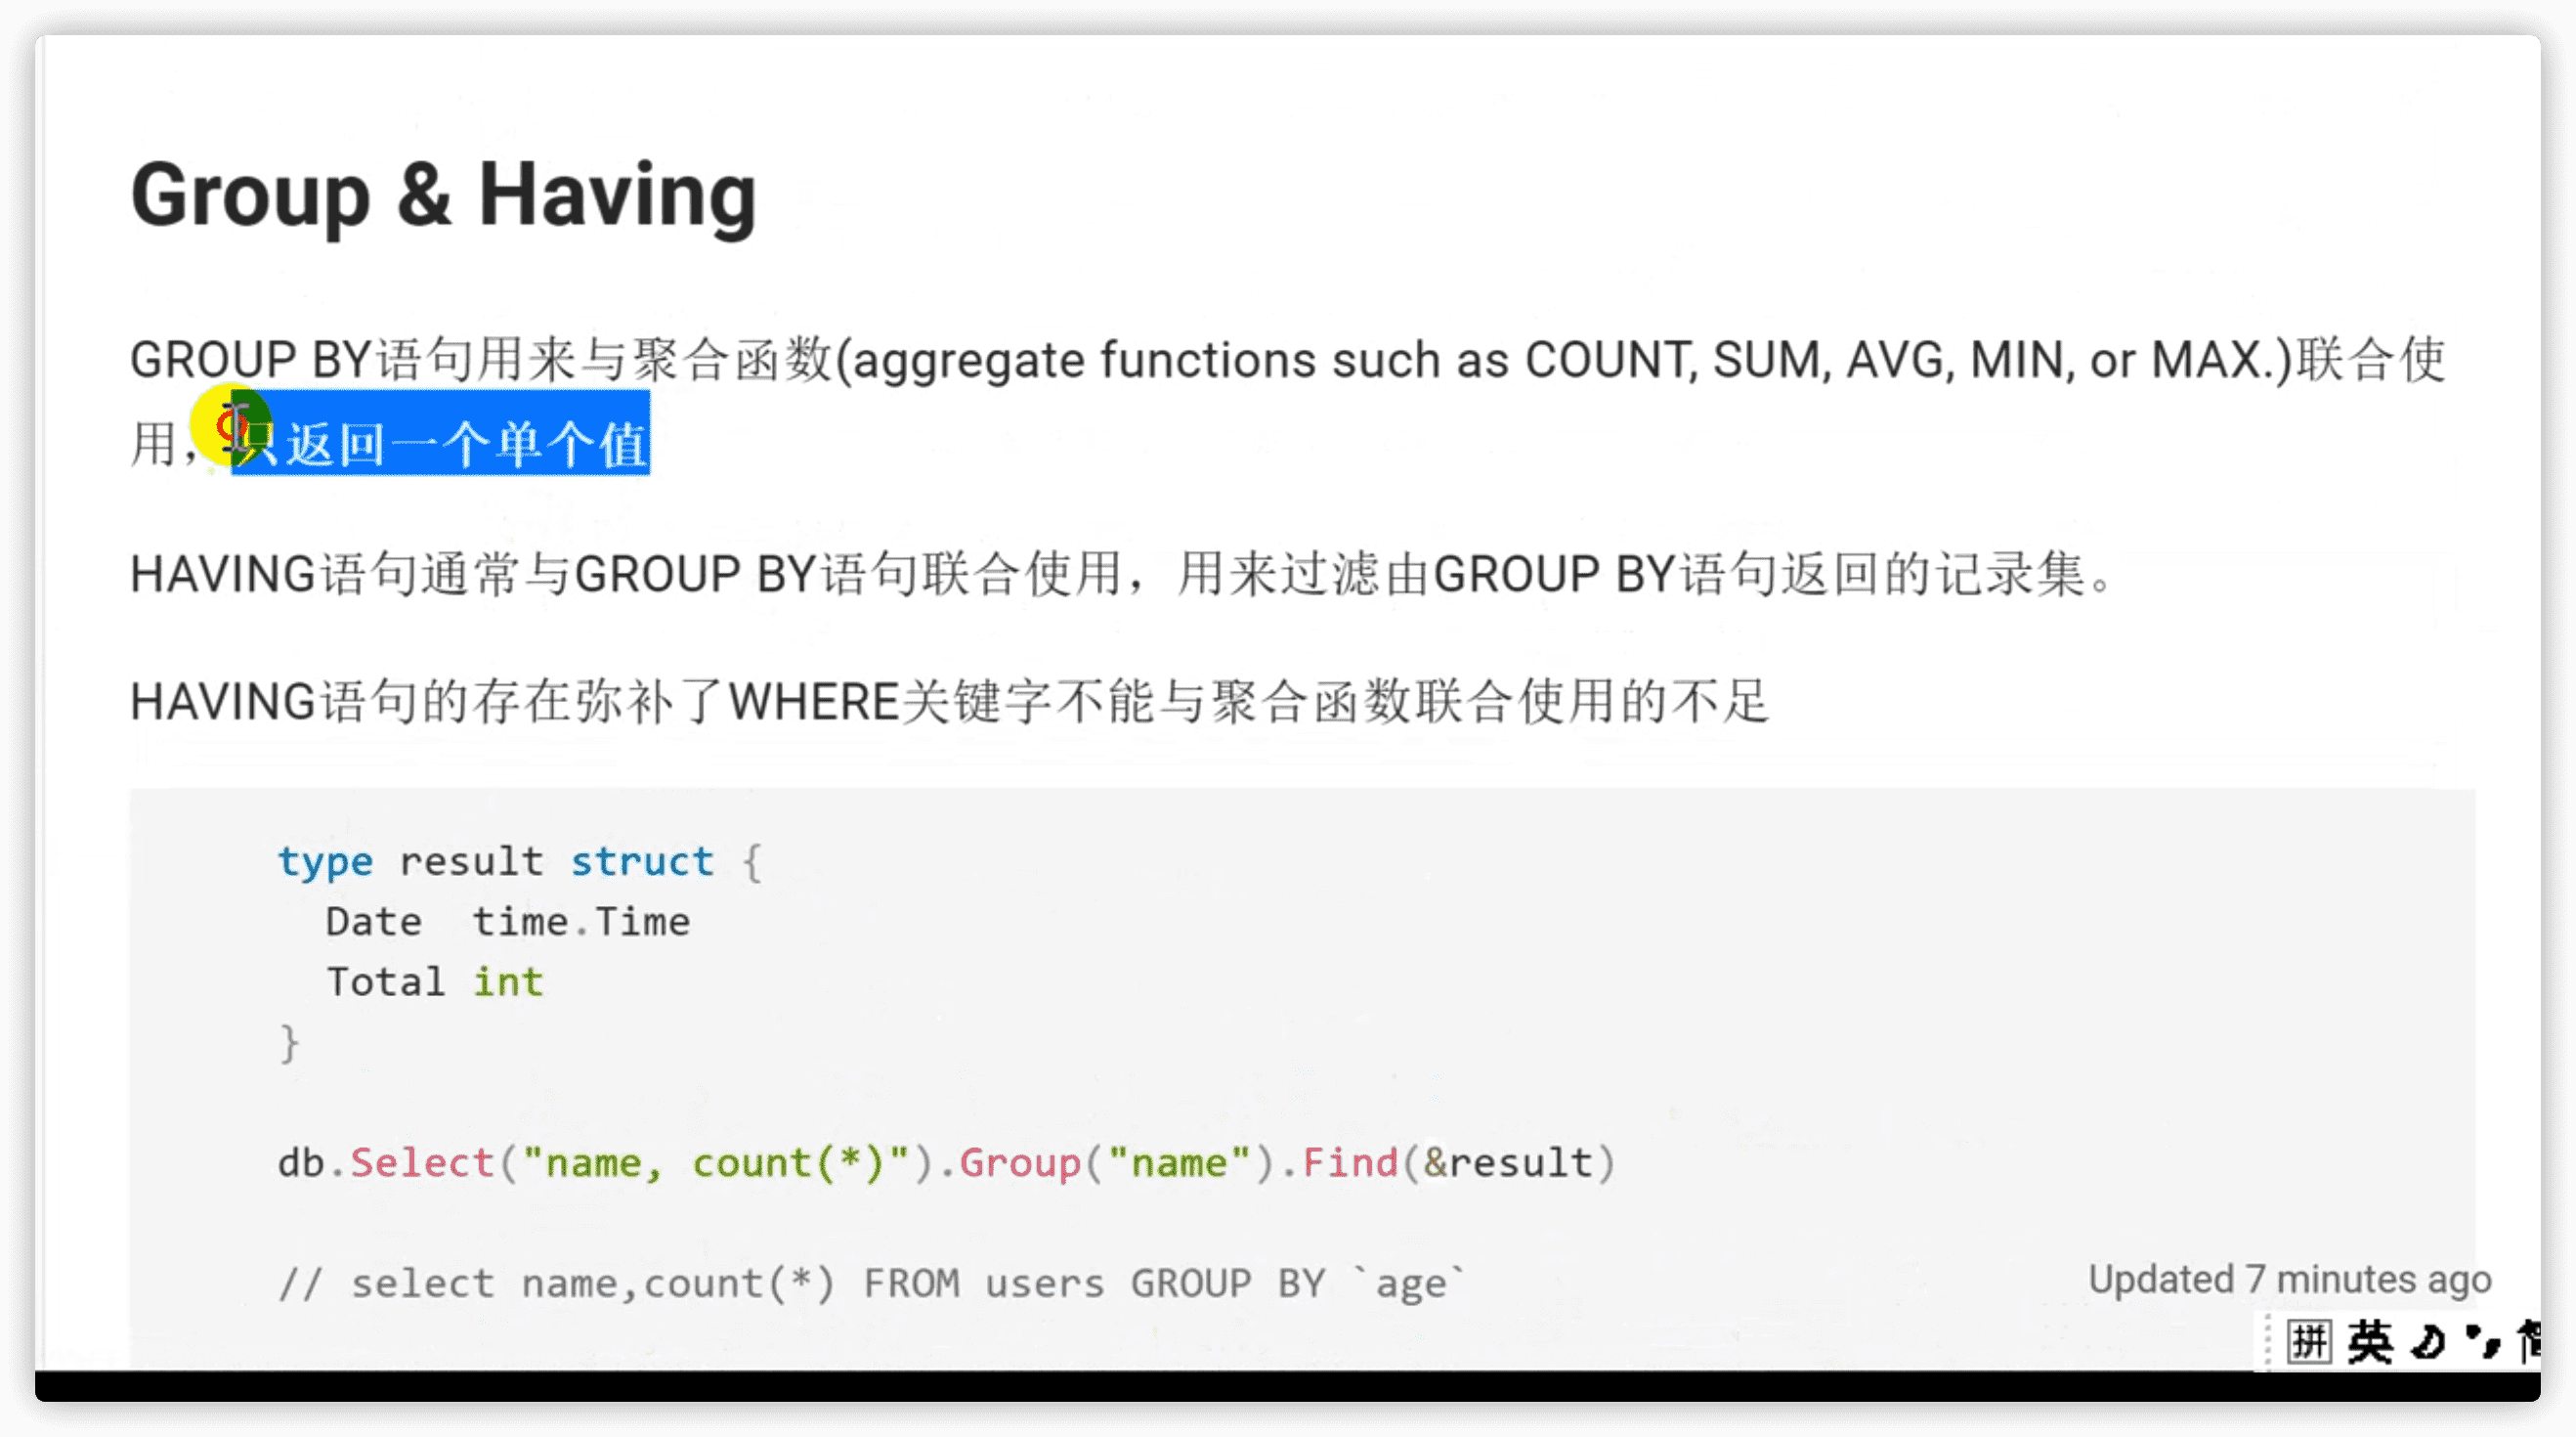 Group & Having
GROUP BY语句用来与聚合函数(aggregate functions such as COUNT, SUM, AVG, MIN, or MAX.)联合使
用，只返回一个单个值
HAVING语句通常与GROUP BY语句联合使用，用来过滤由GROUP BY语句返回的记录集。
HAVING语句的存在弥补了WHERE关键字不能与聚合函数联合使用的不足
type result struct {
  Date  time.Time
  Total int
}
db.Select("name, count(*)").Group("name").Find(&result)
// select name,count(*) FROM users GROUP BY `age`
Updated 7 minutes ago
拼 英 简